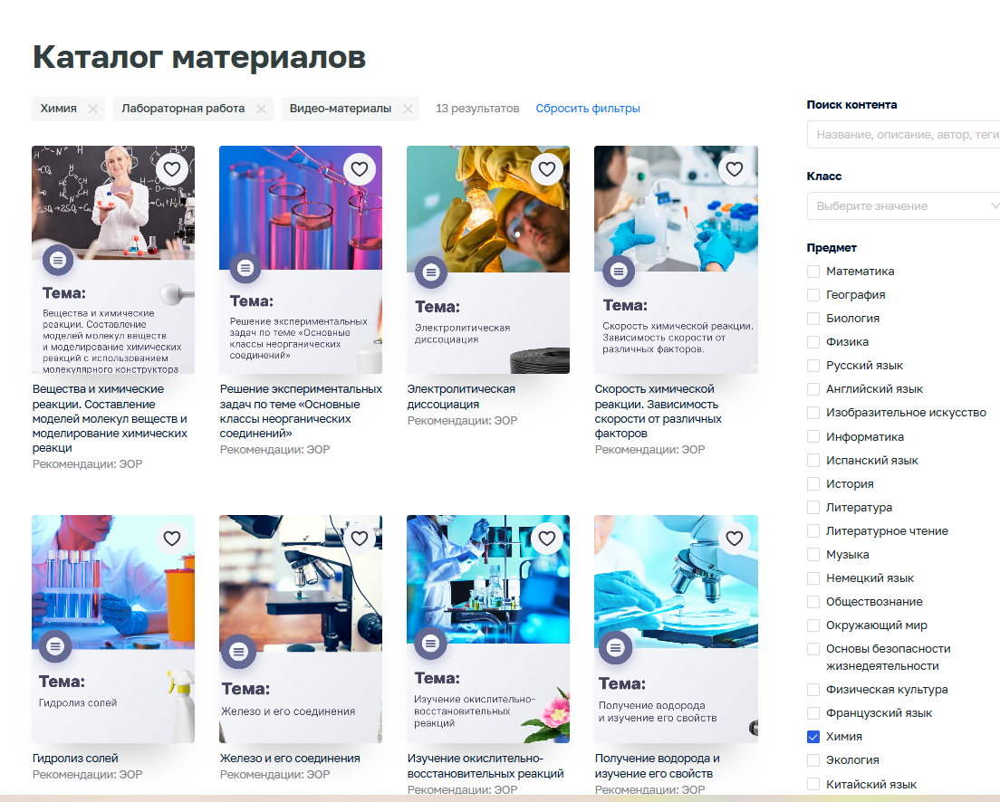 Каталог материалов
Химия
Лабораторная работа
Видео-материалы
13 результатов
Сбросить фильтры
Тема:
Вещества и химические
реакции. Составление
моделей молекул веществ
и моделирование химических
реакций с использованием
молекулярного конструктора
Вещества и химические
реакции. Составление
моделей молекул веществ и
моделирование химических
реакци
Рекомендации: ЭОР
Тема:
Решение экспериментальных
задач по теме «Основные
классы неорганических
соединений»
Решение экспериментальных
задач по теме «Основные
классы неорганических
соединений»
Рекомендации: ЭОР
Тема:
Электролитическая
диссоциация
Электролитическая
диссоциация
Рекомендации: ЭОР
Тема:
Скорость химической реакции.
Зависимость скорости от
различных факторов.
Скорость химической
реакции. Зависимость
скорости от различных
факторов
Рекомендации: ЭОР
Тема:
Гидролиз солей
Гидролиз солей
Рекомендации: ЭОР
Тема:
Железо и его соединения
Железо и его соединения
Рекомендации: ЭОР
Тема:
Изучение окислительно-
восстановительных
реакций
Изучение окислительно-
восстановительных реакций
Рекомендации: ЭОР
Тема:
Получение водорода
и изучение его свойств
Получение водорода и
изучение его свойств
Рекомендации: ЭОР
Поиск контента
Название, описание, автор, теги
Класс
Выберите значение
Предмет
Математика
География
Биология
Физика
Русский язык
Английский язык
Изобразительное искусство
Информатика
Испанский язык
История
Литература
Литературное чтение
Музыка
Немецкий язык
Обществознание
Окружающий мир
Основы безопасности
жизнедеятельности
Физическая культура
Французский язык
Химия
Экология
Китайский язык